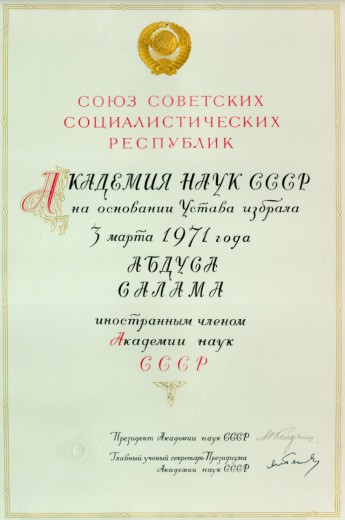 СОЮЗ СОВЕТСКИХ
СОЦИАЛИСТИЧЕСКИХ
РЕСПУБЛИК
АКАДЕМИЯ НАУК СССР
на основании Устава избрала
3 марта 1971 года
АБДУСА
САЛАМА
иностранным членом
Академии наук
СССР
Президент Академии наук СССР
Главный ученый секретарь Президиума
Академии наук СССР